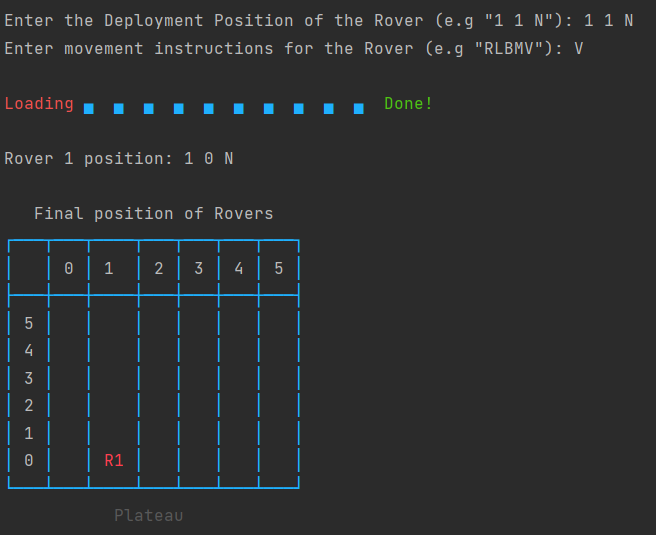 Enter the Deployment Position of the Rover (e.g "1 1 N"): 1 1 N
Enter movement instructions for the Rover (e.g "RLBMV"): V
Loading Done!
Rover 1 position: 1 0 N
Final position of Rovers
0 1 2 3 4 5
5
4
3
2
1
0 R1
Plateau